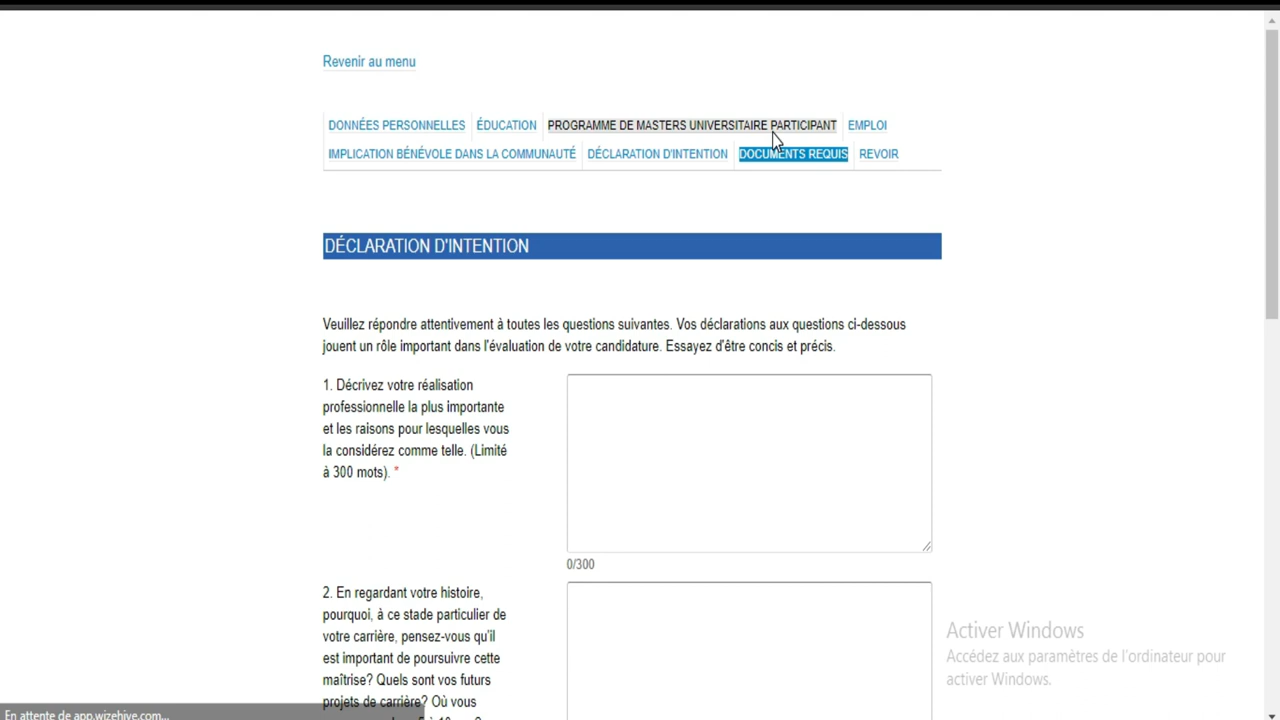 Revenir au menu
DONNÉES PERSONNELLES ÉDUCATION PROGRAMME DE MASTERS UNIVERSITAIRE PARTICIPANT EMPLOI
IMPLICATION BÉNÉVOLE DANS LA COMMUNAUTÉ DÉCLARATION D'INTENTION DOCUMENTS REQUIS REVOIR
DÉCLARATION D'INTENTION
Veuillez répondre attentivement à toutes les questions suivantes. Vos déclarations aux questions ci-dessous
jouent un rôle important dans l'évaluation de votre candidature. Essayez d'être concis et précis.
1. Décrivez votre réalisation
professionnelle la plus importante
et les raisons pour lesquelles vous
la considérez comme telle. (Limité
à 300 mots). *
0/300
2. En regardant votre histoire,
pourquoi, à ce stade particulier de
votre carrière, pensez-vous qu'il
est important de poursuivre cette
maîtrise? Quels sont vos futurs
projets de carrière? Où vous
Activer Windows
Accédez aux paramètres de l'ordinateur pour
activer Windows.
En attente de app.wizehive.com...